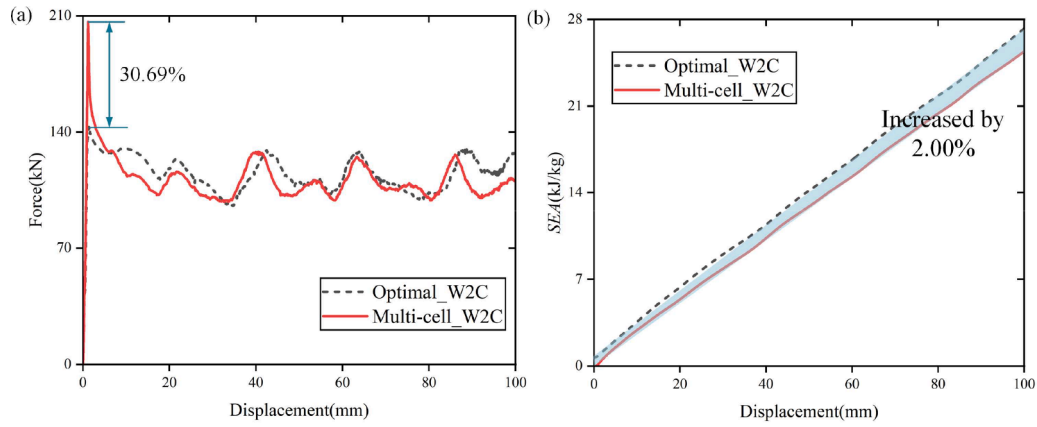 (a)
210
140
70
0
Force(kN)
30.69%
Optimal_W2C
Multi-cell_W2C
0 20 40 60 80 100
Displacement(mm)
(b)
28
21
14
7
0
SEA(kJ/kg)
Optimal_W2C
Multi-cell_W2C
Increased by
2.00%
0 20 40 60 80 100
Displacement(mm)